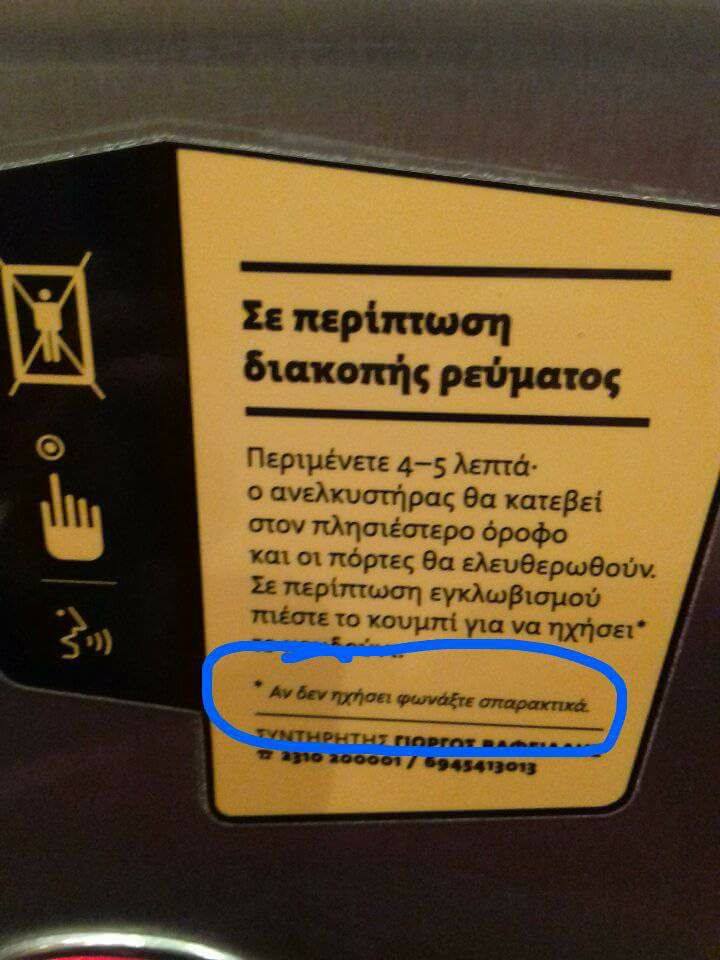 Σε περίπτωση
διακοπής ρεύματος
Περιμένετε 4–5 λεπτά·
ο ανελκυστήρας θα κατεβεί
στον πλησιέστερο όροφο
και οι πόρτες θα ελευθερωθούν.
Σε περίπτωση εγκλωβισμού
πιέστε το κουμπί για να ηχήσει*
* Αν δεν ηχήσει φωνάξτε σπαρακτικά.
ΣΥΝΤΗΡΗΤΗΣ ΓΙΩΡΓΟΣ
☎ 2310 200001 / 6945413013